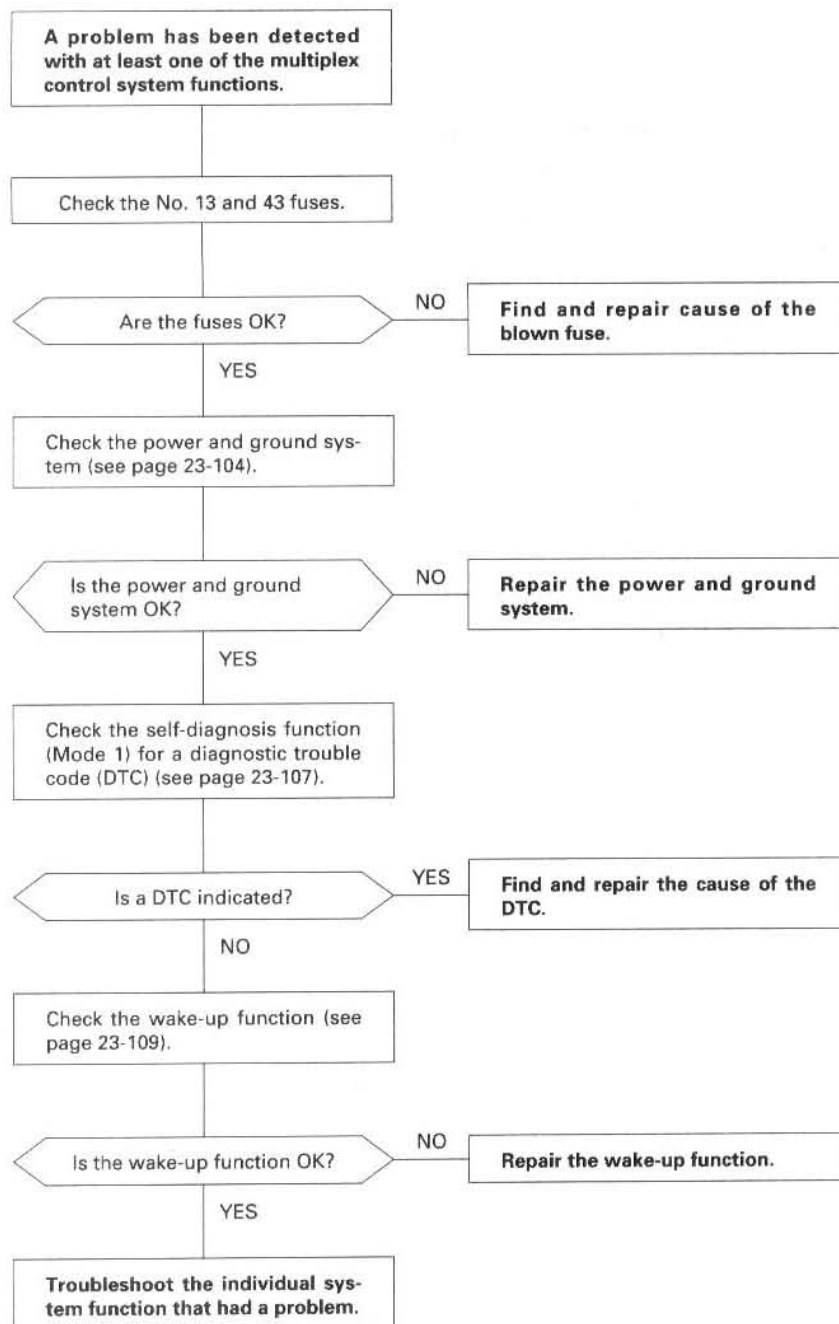 A problem has been detected
with at least one of the multiplex
control system functions.
Check the No. 13 and 43 fuses.
Are the fuses OK?
NO
Find and repair cause of the
blown fuse.
YES
Check the power and ground sys-
tem (see page 23-104).
Is the power and ground
system OK?
NO
Repair the power and ground
system.
YES
Check the self-diagnosis function
(Mode 1) for a diagnostic trouble
code (DTC) (see page 23-107).
Is a DTC indicated?
YES
Find and repair the cause of the
DTC.
NO
Check the wake-up function (see
page 23-109).
Is the wake-up function OK?
NO
Repair the wake-up function.
YES
Troubleshoot the individual sys-
tem function that had a problem.